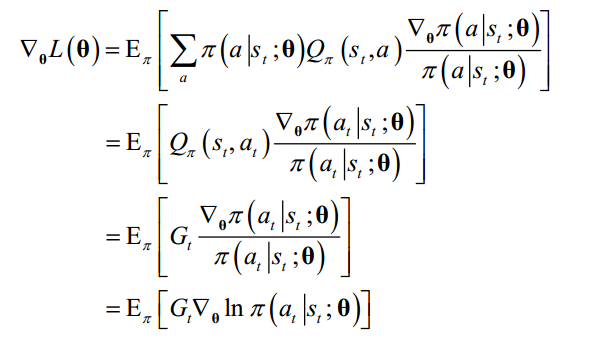 ∇_θ L(θ) = E_π [ ∑_a π(a|s_t;θ) Q_π(s_t,a) ∇_θ π(a|s_t;θ) / π(a|s_t;θ) ]
= E_π [ Q_π(s_t,a_t) ∇_θ π(a_t|s_t;θ) / π(a_t|s_t;θ) ]
= E_π [ G_t ∇_θ π(a_t|s_t;θ) / π(a_t|s_t;θ) ]
= E_π [ G_t ∇_θ ln π(a_t|s_t;θ) ]